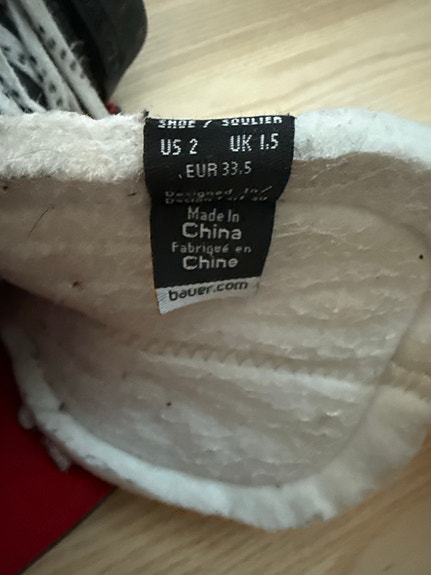 SHOE / SOULIER
US 2 UK 1.5
EUR 33.5
Designed in/
Made In
China
Fabriqué en
Chine
bauer.com